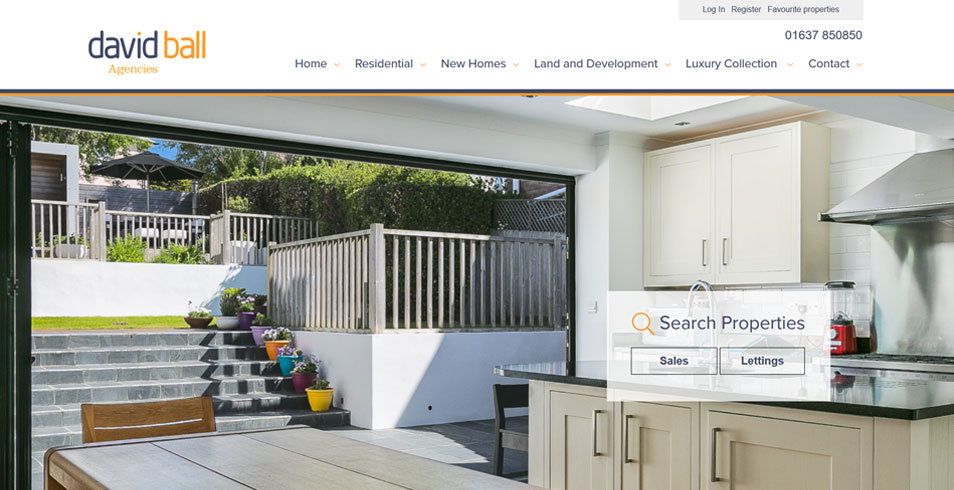 Log In Register Favourite properties
01637 850850
david ball
Agencies
Home Residential New Homes Land and Development Luxury Collection Contact
Search Properties
Sales Lettings